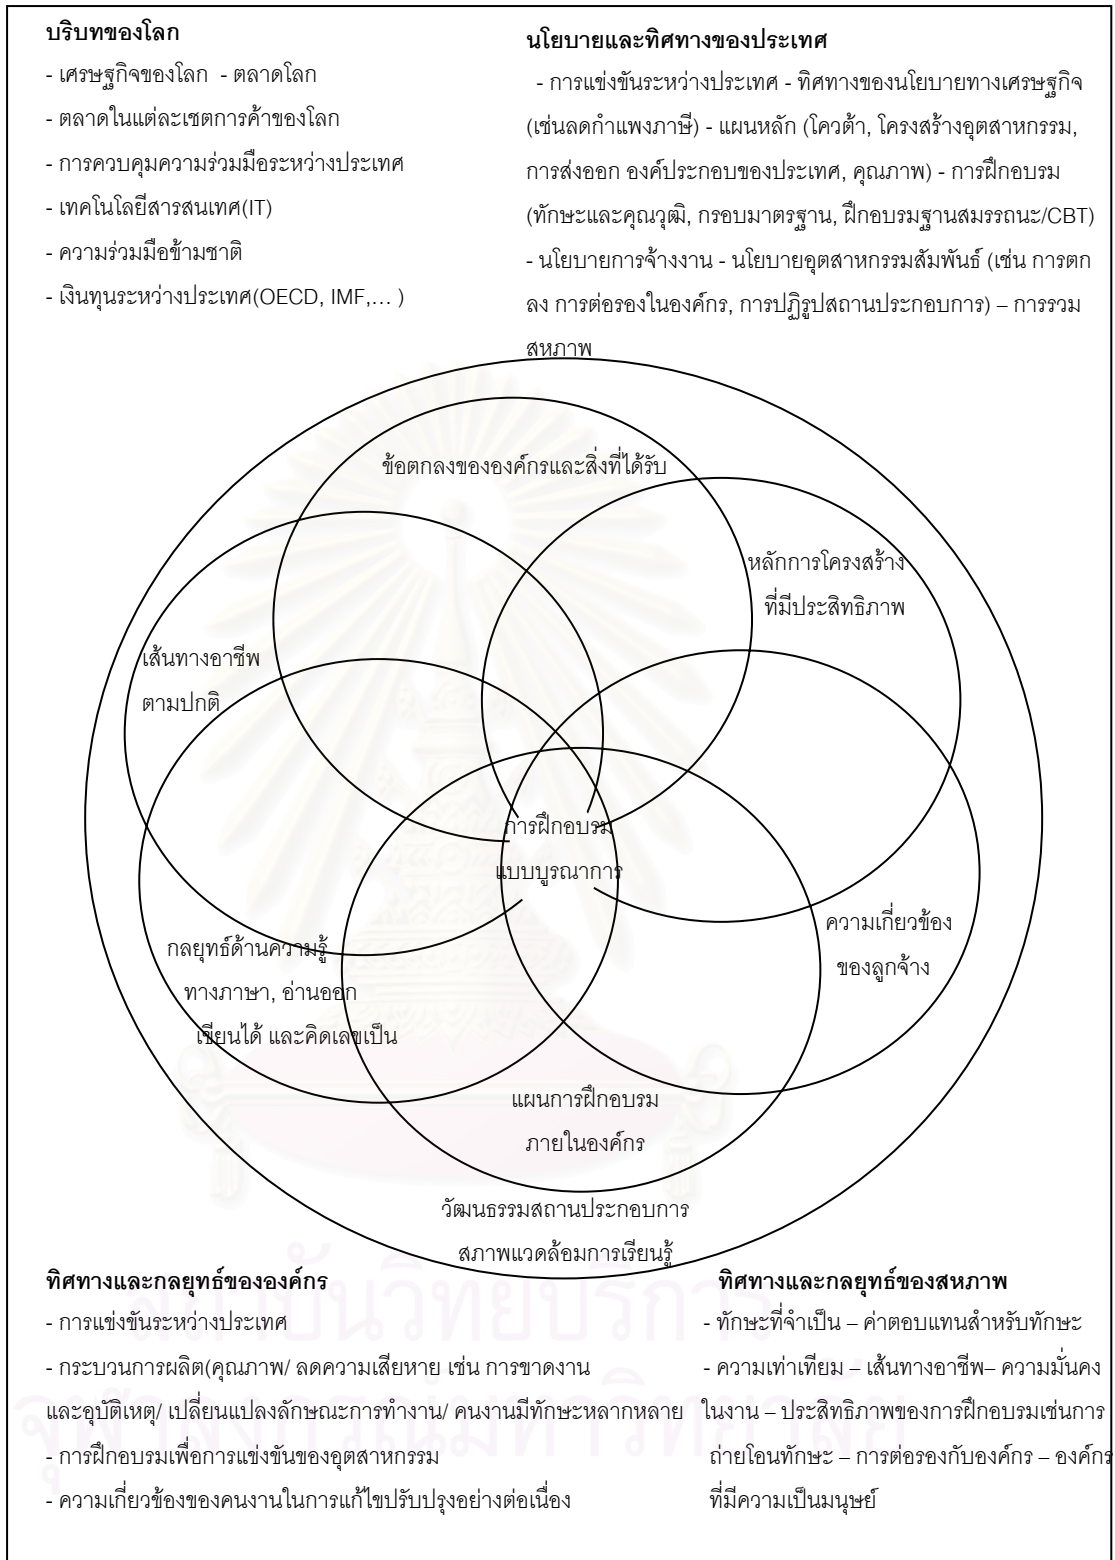 บริบทของโลก
- เศรษฐกิจของโลก - ตลาดโลก
- ตลาดในแต่ละเชตการค้าของโลก
- การควบคุมความร่วมมือระหว่างประเทศ
- เทคโนโลยีสารสนเทศ(IT)
- ความร่วมมือข้ามชาติ
- เงินทุนระหว่างประเทศ(OECD, IMF,... )
นโยบายและทิศทางของประเทศ
- การแข่งขันระหว่างประเทศ - ทิศทางของนโยบายทางเศรษฐกิจ
(เช่นลดกำแพงภาษี) - แผนหลัก (โควต้า, โครงสร้างอุตสาหกรรม,
การส่งออก องค์ประกอบของประเทศ, คุณภาพ) - การฝึกอบรม
(ทักษะและคุณวุฒิ, กรอบมาตรฐาน, ฝึกอบรมฐานสมรรถนะ/CBT)
- นโยบายการจ้างงาน - นโยบายอุตสาหกรรมสัมพันธ์ (เช่น การตก
ลง การต่อรองในองค์กร, การปฏิรูปสถานประกอบการ) – การรวม
สหภาพ
ข้อตกลงขององค์กรและสิ่งที่ได้รับ
หลักการโครงสร้าง
ที่มีประสิทธิภาพ
เส้นทางอาชีพ
ตามปกติ
การฝึกอบรม
แบบบูรณาการ
ความเกี่ยวข้อง
ของลูกจ้าง
กลยุทธ์ด้านความรู้
ทางภาษา, อ่านออก
เขียนได้ และคิดเลขเป็น
แผนการฝึกอบรม
ภายในองค์กร
วัฒนธรรมสถานประกอบการ
สภาพแวดล้อมการเรียนรู้
ทิศทางและกลยุทธ์ขององค์กร
- การแข่งขันระหว่างประเทศ
- กระบวนการผลิต(คุณภาพ/ ลดความเสียหาย เช่น การขาดงาน
และอุบัติเหตุ/ เปลี่ยนแปลงลักษณะการทำงาน/ คนงานมีทักษะหลากหลาย
- การฝึกอบรมเพื่อการแข่งขันของอุตสาหกรรม
- ความเกี่ยวข้องของคนงานในการแก้ไขปรับปรุงอย่างต่อเนื่อง
ทิศทางและกลยุทธ์ของสหภาพ
- ทักษะที่จำเป็น – ค่าตอบแทนสำหรับทักษะ
- ความเท่าเทียม – เส้นทางอาชีพ– ความมั่นคง
ในงาน – ประสิทธิภาพของการฝึกอบรมเช่นการ
ถ่ายโอนทักษะ – การต่อรองกับองค์กร – องค์กร
ที่มีความเป็นมนุษย์
สถาบันวิทยบริการ
จุฬาลงกรณ์มหาวิทยาลัย